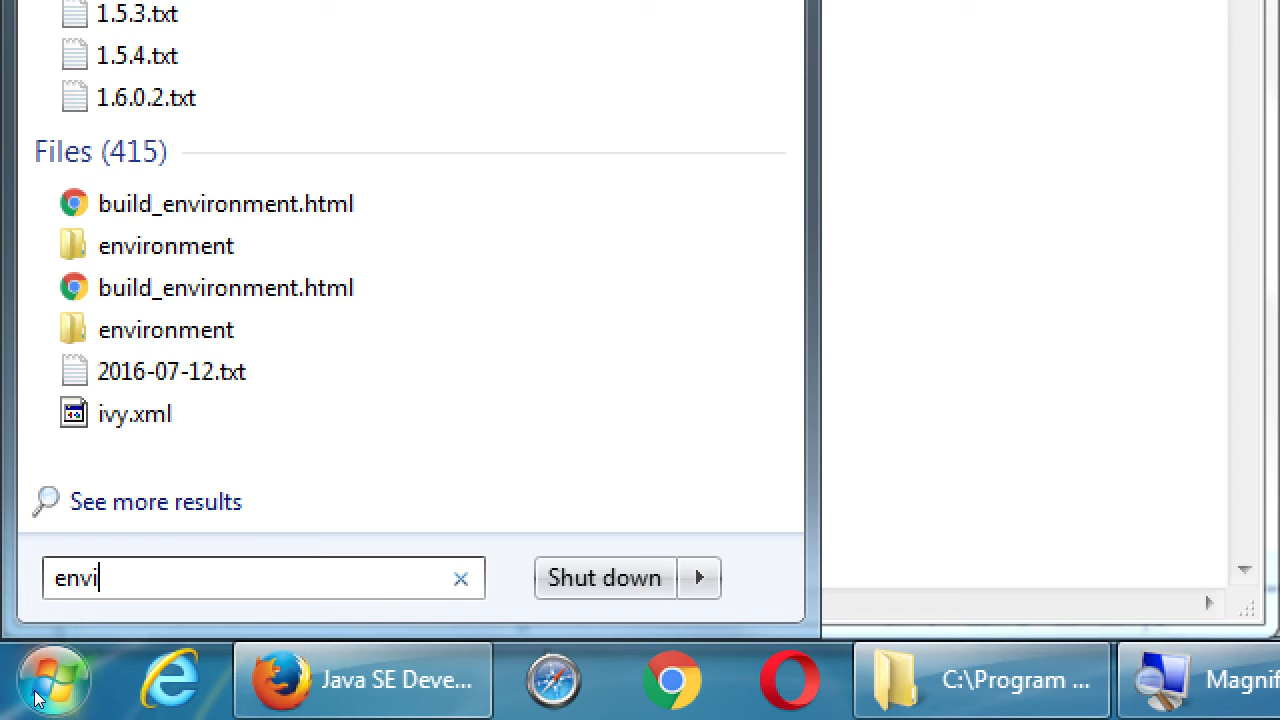 1.5.3.txt
1.5.4.txt
1.6.0.2.txt
Files (415)
build_environment.html
environment
build_environment.html
environment
2016-07-12.txt
ivy.xml
See more results
envi
Shut down
Java SE Deve...
C:\Program ...
Magnif